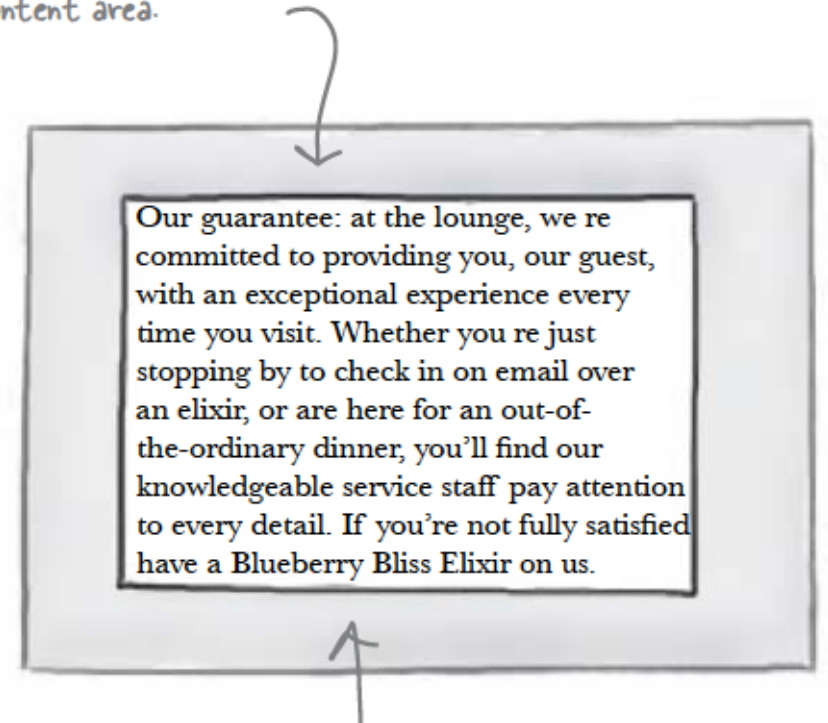 ntent area.
Our guarantee: at the lounge, we re
committed to providing you, our guest,
with an exceptional experience every
time you visit. Whether you re just
stopping by to check in on email over
an elixir, or are here for an out-of-
the-ordinary dinner, you’ll find our
knowledgeable service staff pay attention
to every detail. If you’re not fully satisfied
have a Blueberry Bliss Elixir on us.